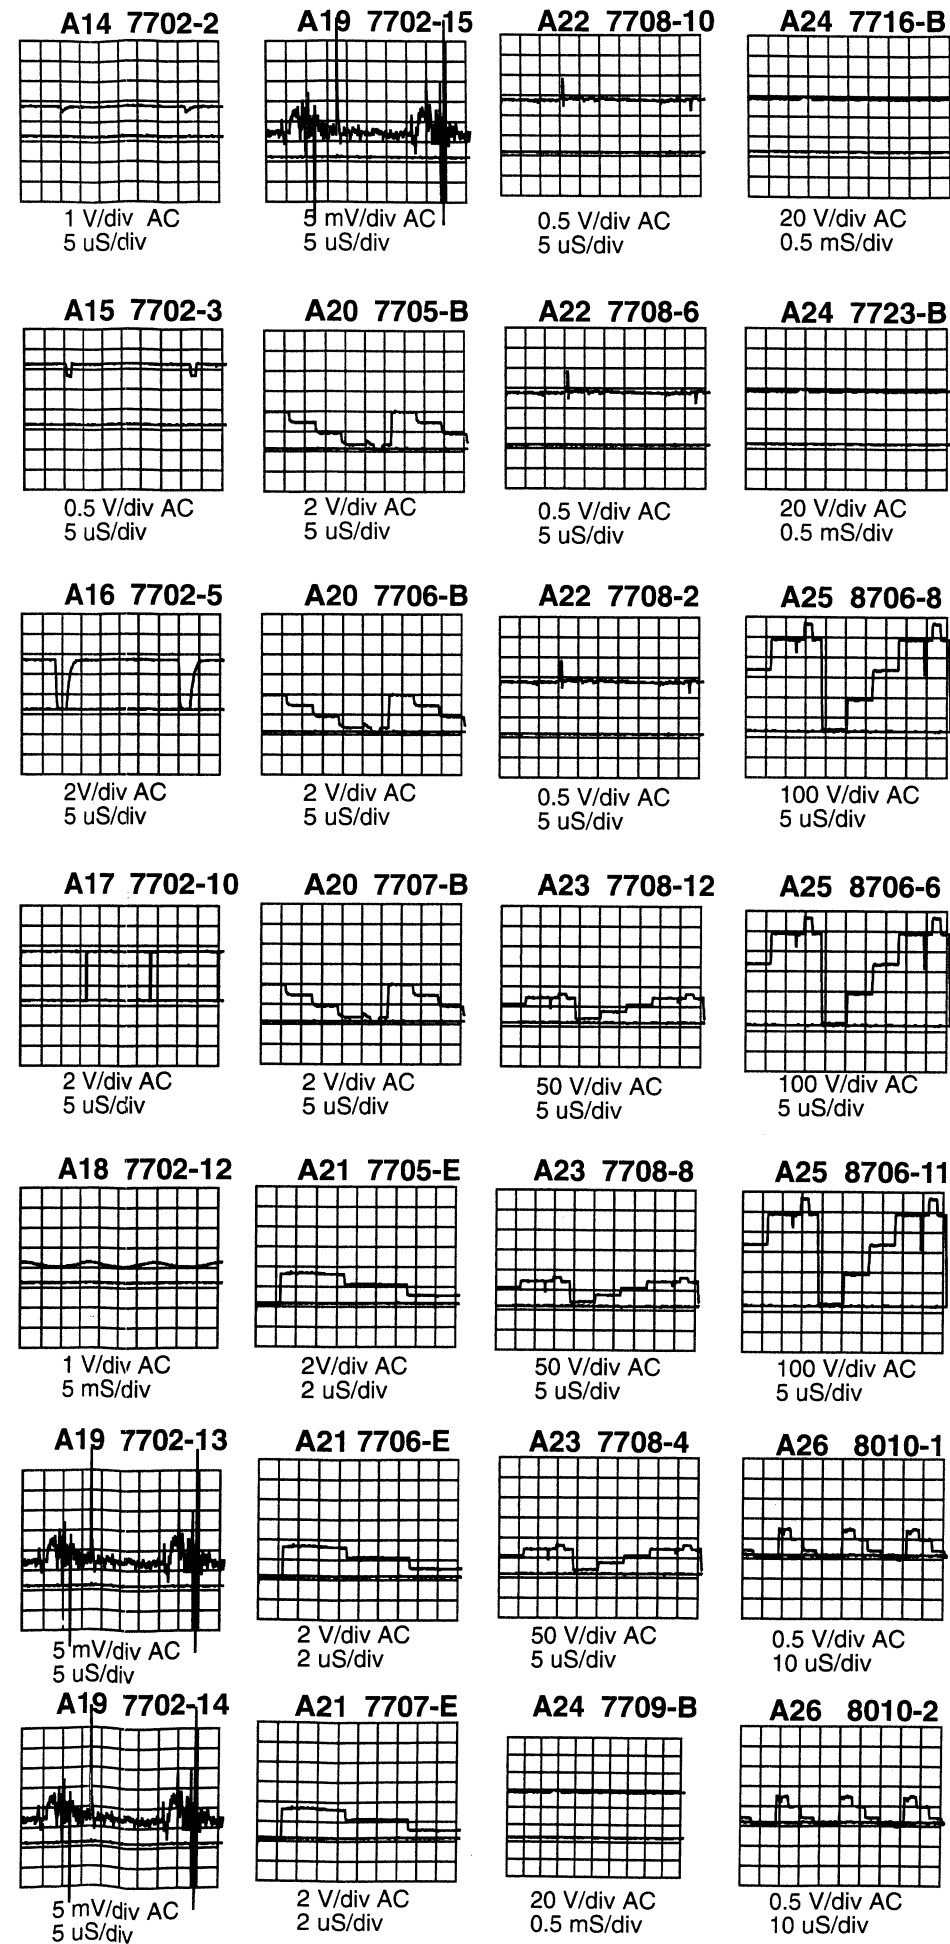 A14 7702-2
1 V/div AC
5 uS/div
A19 7702-15
5 mV/div AC
5 uS/div
A22 7708-10
0.5 V/div AC
5 uS/div
A24 7716-B
20 V/div AC
0.5 mS/div
A15 7702-3
0.5 V/div AC
5 uS/div
A20 7705-B
2 V/div AC
5 uS/div
A22 7708-6
0.5 V/div AC
5 uS/div
A24 7723-B
20 V/div AC
0.5 mS/div
A16 7702-5
2V/div AC
5 uS/div
A20 7706-B
2 V/div AC
5 uS/div
A22 7708-2
0.5 V/div AC
5 uS/div
A25 8706-8
100 V/div AC
5 uS/div
A17 7702-10
2 V/div AC
5 uS/div
A20 7707-B
2 V/div AC
5 uS/div
A23 7708-12
50 V/div AC
5 uS/div
A25 8706-6
100 V/div AC
5 uS/div
A18 7702-12
1 V/div AC
5 mS/div
A21 7705-E
2V/div AC
2 uS/div
A23 7708-8
50 V/div AC
5 uS/div
A25 8706-11
100 V/div AC
5 uS/div
A19 7702-13
5 mV/div AC
5 uS/div
A21 7706-E
2 V/div AC
2 uS/div
A23 7708-4
50 V/div AC
5 uS/div
A26 8010-1
0.5 V/div AC
10 uS/div
A19 7702-14
5 mV/div AC
5 uS/div
A21 7707-E
2 V/div AC
2 uS/div
A24 7709-B
20 V/div AC
0.5 mS/div
A26 8010-2
0.5 V/div AC
10 uS/div